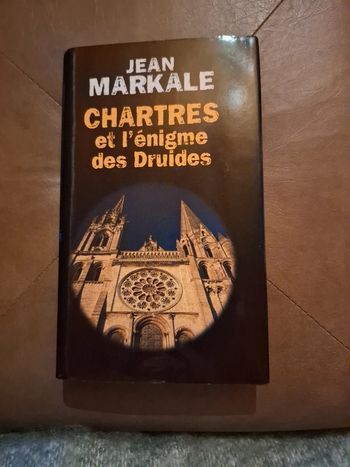 JEAN
MARKALE
CHARTRES
et l'énigme
des Druides